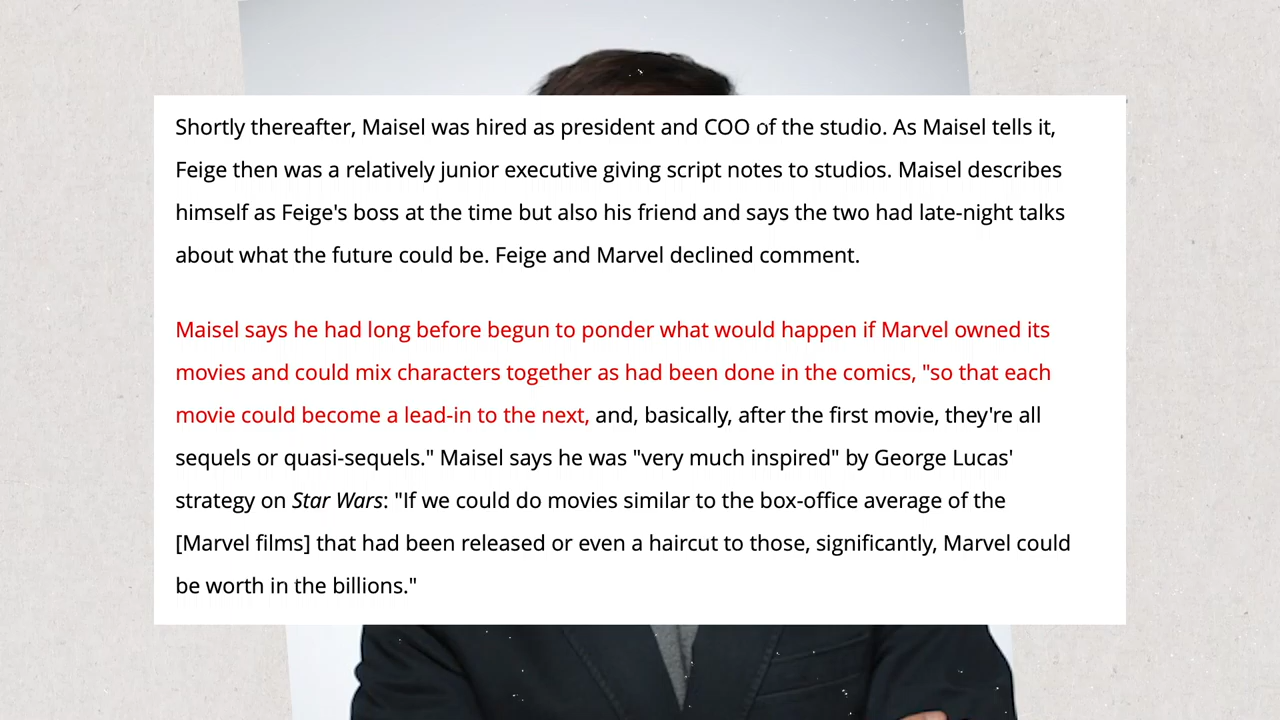 Shortly thereafter, Maisel was hired as president and COO of the studio. As Maisel tells it,
Feige then was a relatively junior executive giving script notes to studios. Maisel describes
himself as Feige's boss at the time but also his friend and says the two had late-night talks
about what the future could be. Feige and Marvel declined comment.
Maisel says he had long before begun to ponder what would happen if Marvel owned its
movies and could mix characters together as had been done in the comics, "so that each
movie could become a lead-in to the next, and, basically, after the first movie, they're all
sequels or quasi-sequels." Maisel says he was "very much inspired" by George Lucas'
strategy on Star Wars: "If we could do movies similar to the box-office average of the
[Marvel films] that had been released or even a haircut to those, significantly, Marvel could
be worth in the billions."